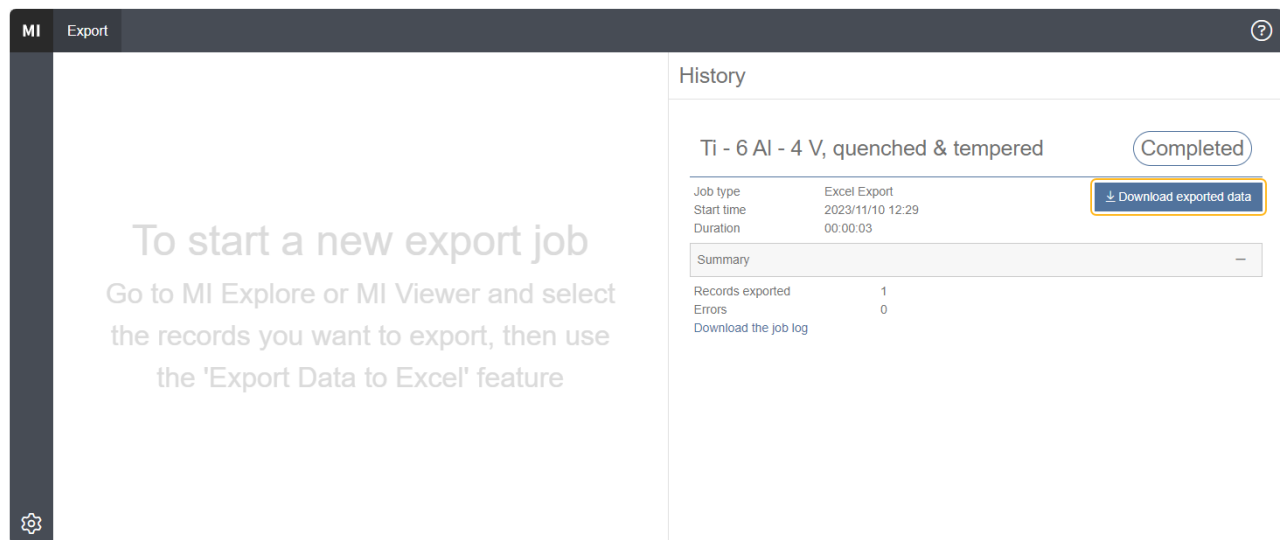 MI Export ?
To start a new export job
Go to MI Explore or MI Viewer and select
the records you want to export, then use
the 'Export Data to Excel' feature
History
Ti - 6 Al - 4 V, quenched & tempered Completed
Job type Excel Export Download exported data
Start time 2023/11/10 12:29
Duration 00:00:03
Summary
Records exported 1
Errors 0
Download the job log